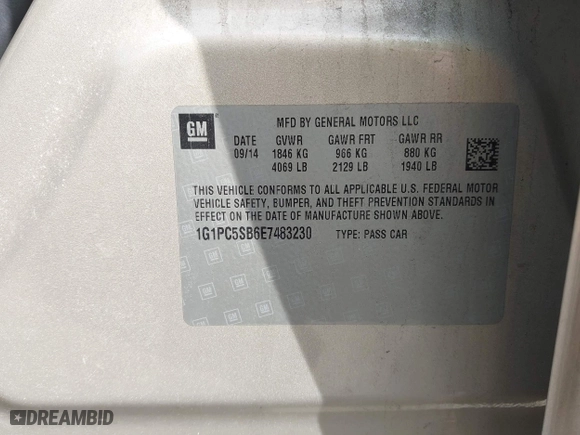 GM
MFD BY GENERAL MOTORS LLC
DATE GVWR GAWR FRT GAWR RR
09/14 1846 KG 966 KG 880 KG
4069 LB 2129 LB 1940 LB
THIS VEHICLE CONFORMS TO ALL APPLICABLE U.S. FEDERAL MOTOR
VEHICLE SAFETY, BUMPER, AND THEFT PREVENTION STANDARDS IN
EFFECT ON THE DATE OF MANUFACTURE SHOWN ABOVE.
1G1PC5SB6E7483230 TYPE: PASS CAR
DREAMBID